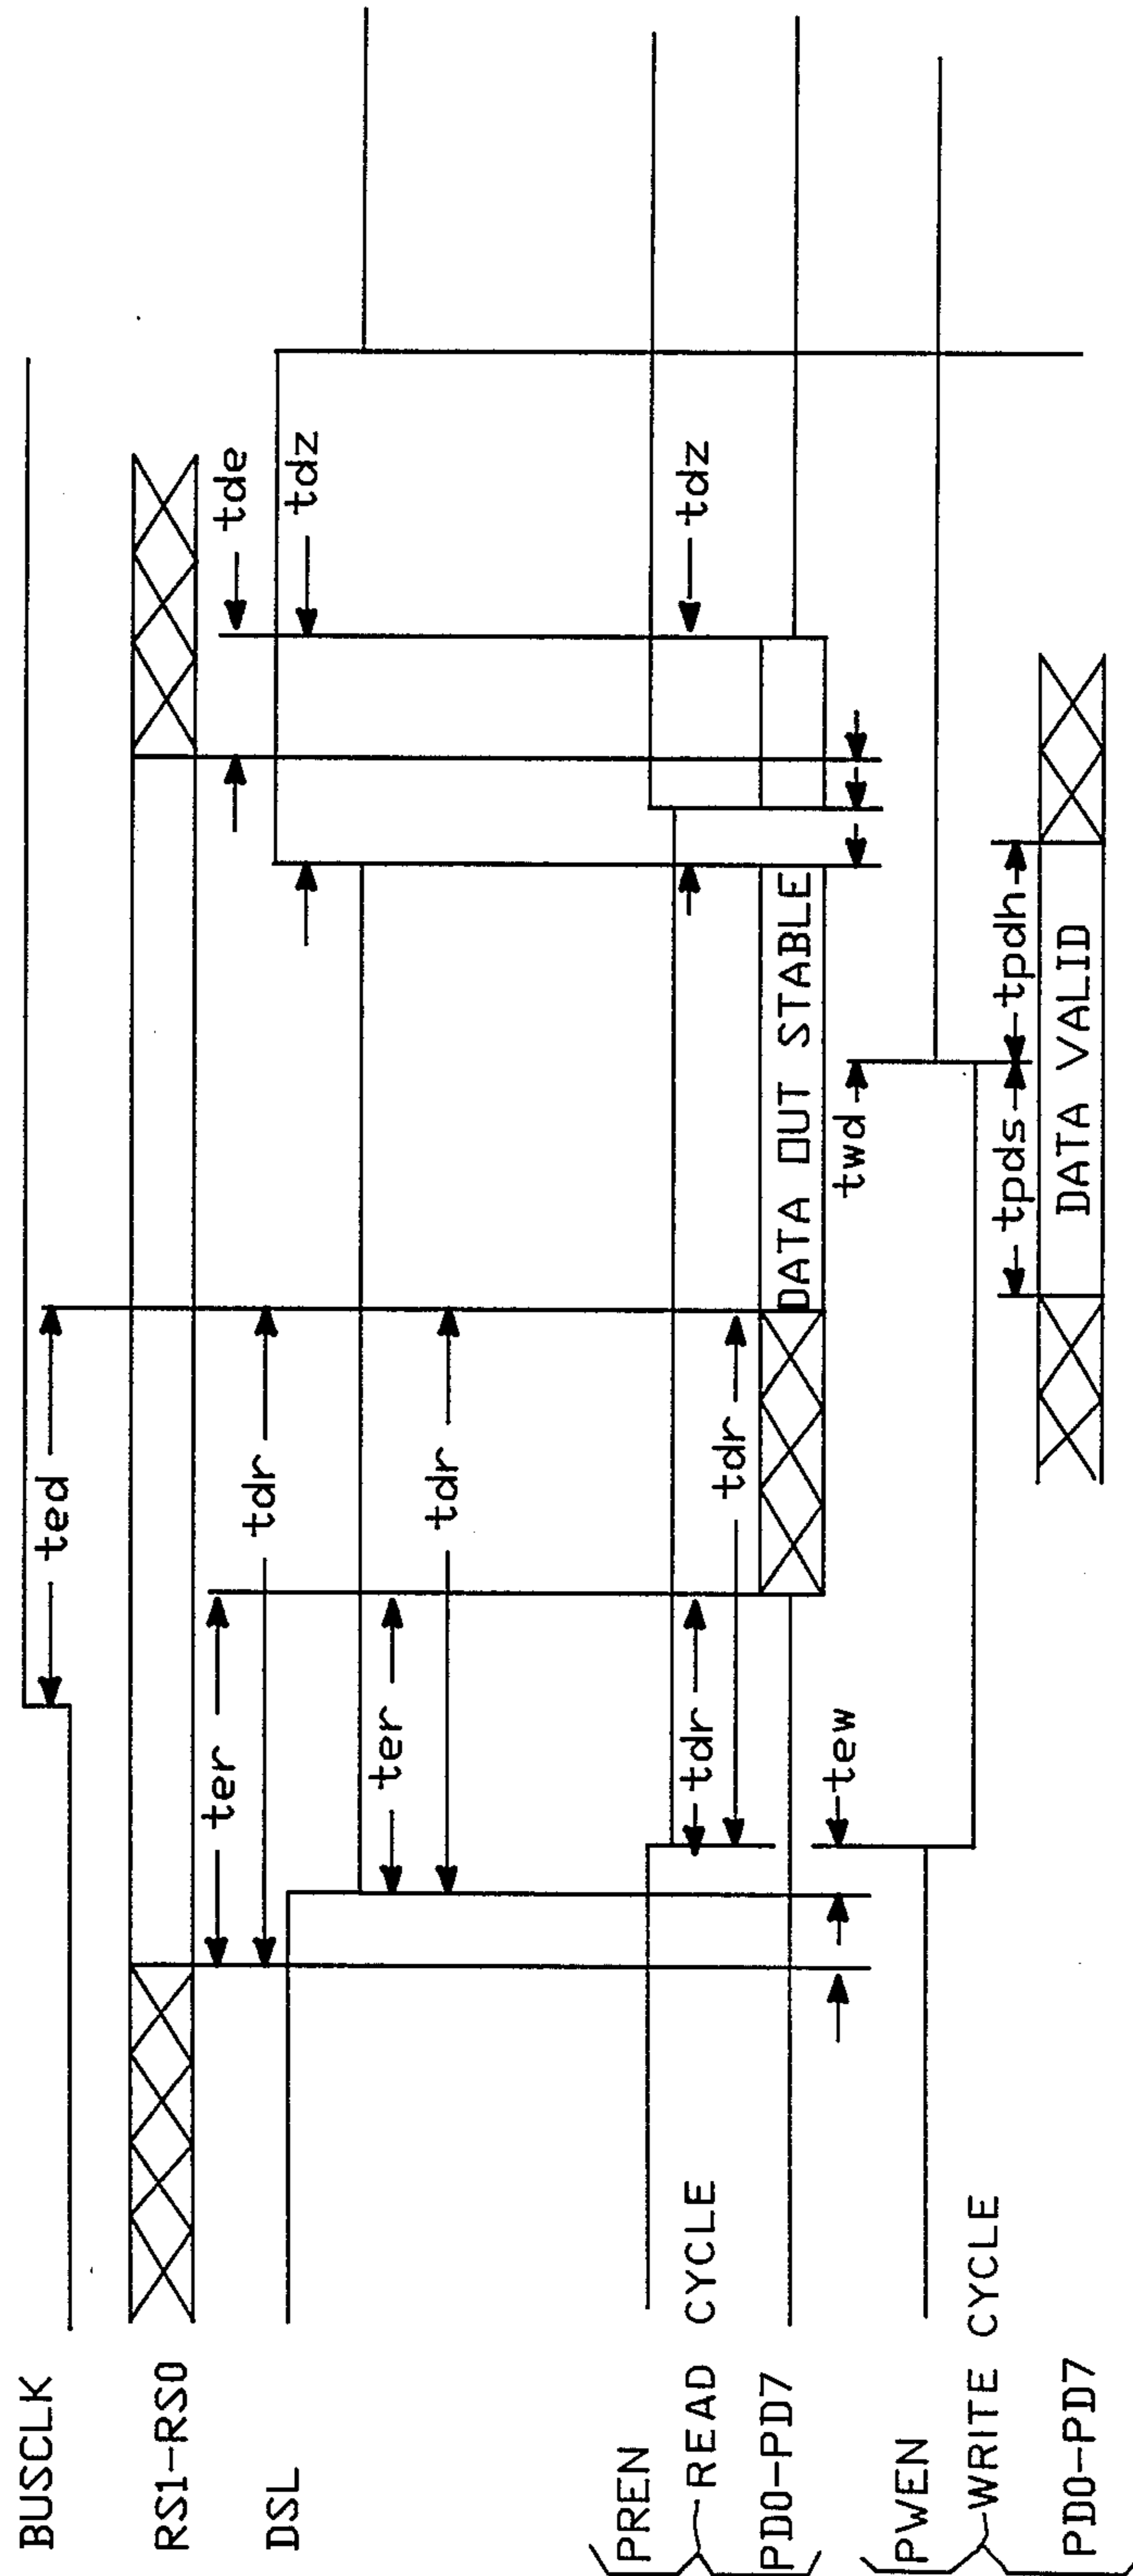 BUSCLK
ted
RS1-RS0
ter
tdr
tde
DSL
ter
tdr
tdz
PREN
READ CYCLE
tdr
tdr
tdz
PD0-PD7
DATA OUT STABLE
tew
twd
PWEN
WRITE CYCLE
tpds
tpdh
PD0-PD7
DATA VALID